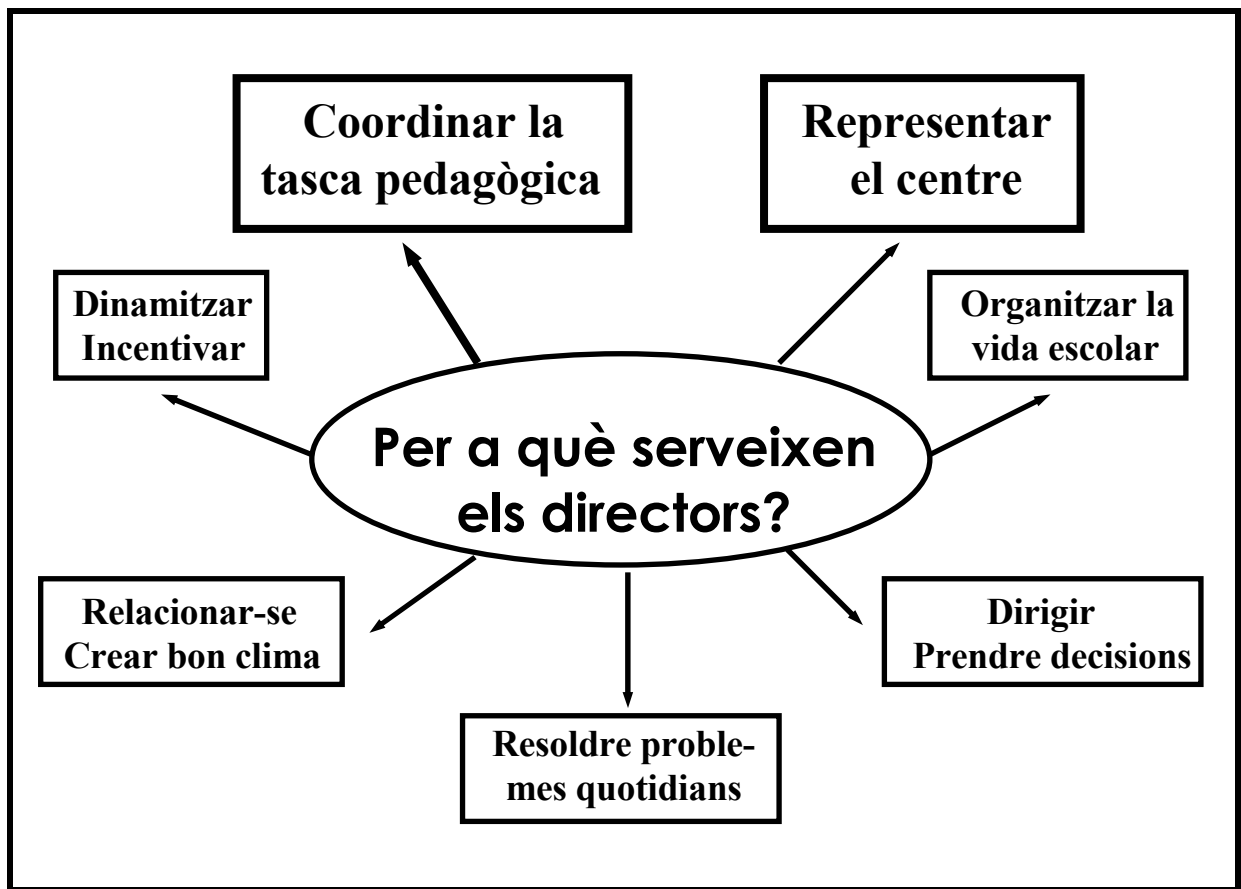 Coordinar la
tasca pedagògica
Representar
el centre
Dinamitzar
Incentivar
Organitzar la
vida escolar
Per a què serveixen
els directors?
Relacionar-se
Crear bon clima
Dirigir
Prendre decisions
Resoldre proble-
mes quotidians